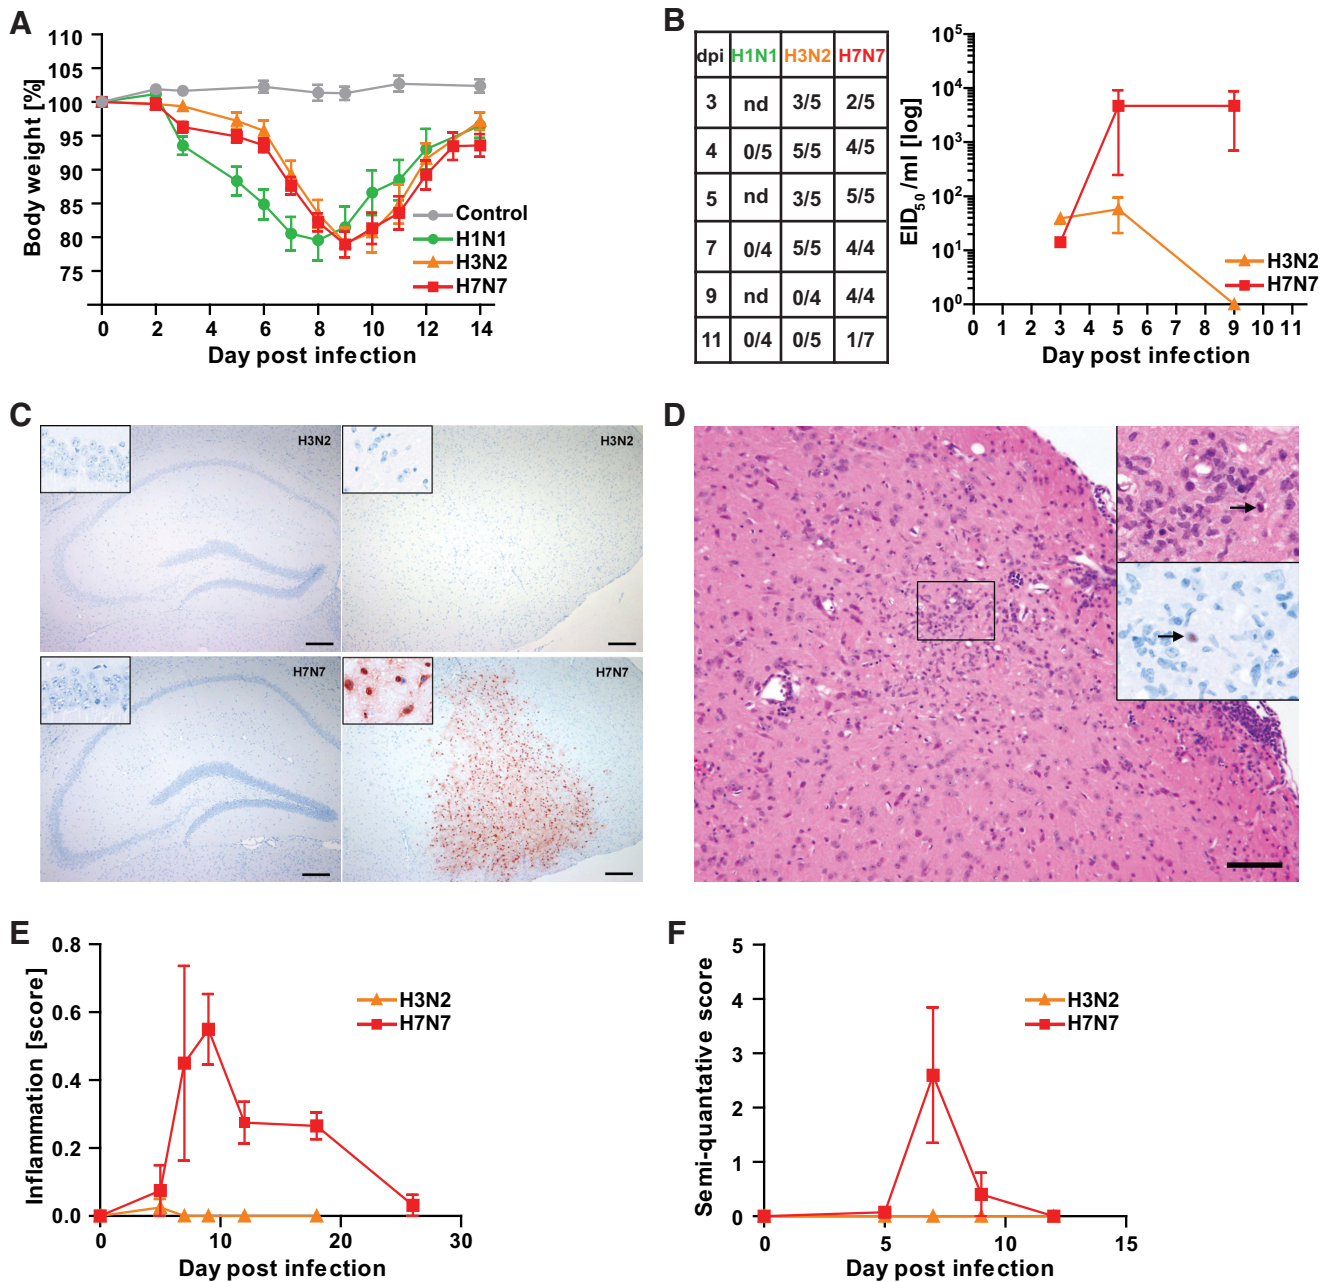 A
110
105
100
95
90
85
80
75
Body weight [%]
0 2 4 6 8 10 12 14
Day post infection
Control
H1N1
H3N2
H7N7
B
dpi H1N1 H3N2 H7N7
3 nd 3/5 2/5
4 0/5 5/5 4/5
5 nd 3/5 5/5
7 0/4 5/5 4/4
9 nd 0/4 4/4
11 0/4 0/5 1/7
10^5
10^4
10^3
10^2
10^1
10^0
EID50/ml [log]
0 1 2 3 4 5 6 7 8 9 10 11
Day post infection
H3N2
H7N7
C
H3N2
H3N2
H7N7
H7N7
D
E
0.8
0.6
0.4
0.2
0.0
Inflammation [score]
0 10 20 30
Day post infection
H3N2
H7N7
F
5
4
3
2
1
0
Semi-quantative score
0 5 10 15
Day post infection
H3N2
H7N7